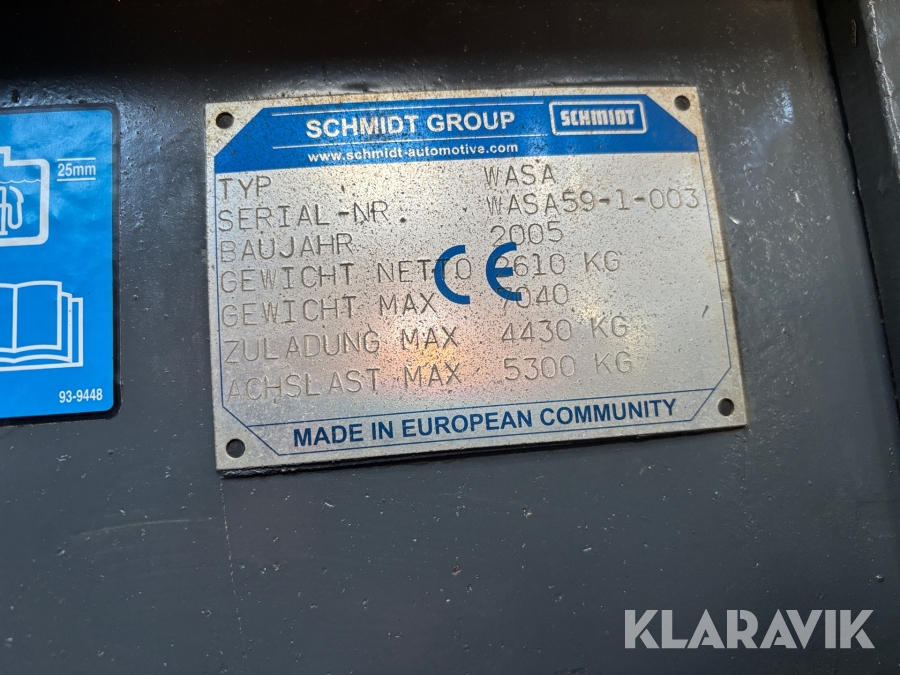 25mm
93-9448
SCHMIDT GROUP
SCHMIDT
www.schmidt-automotiva.com
TYP WASA
SERIAL-NR. WASA59-1-003
BAUJAHR 2005
GEWICHT NETTO 2610 KG
GEWICHT MAX 7040
ZULADUNG MAX 4430 KG
ACHSLAST MAX 5300 KG
CE
MADE IN EUROPEAN COMMUNITY
KLARAVIK